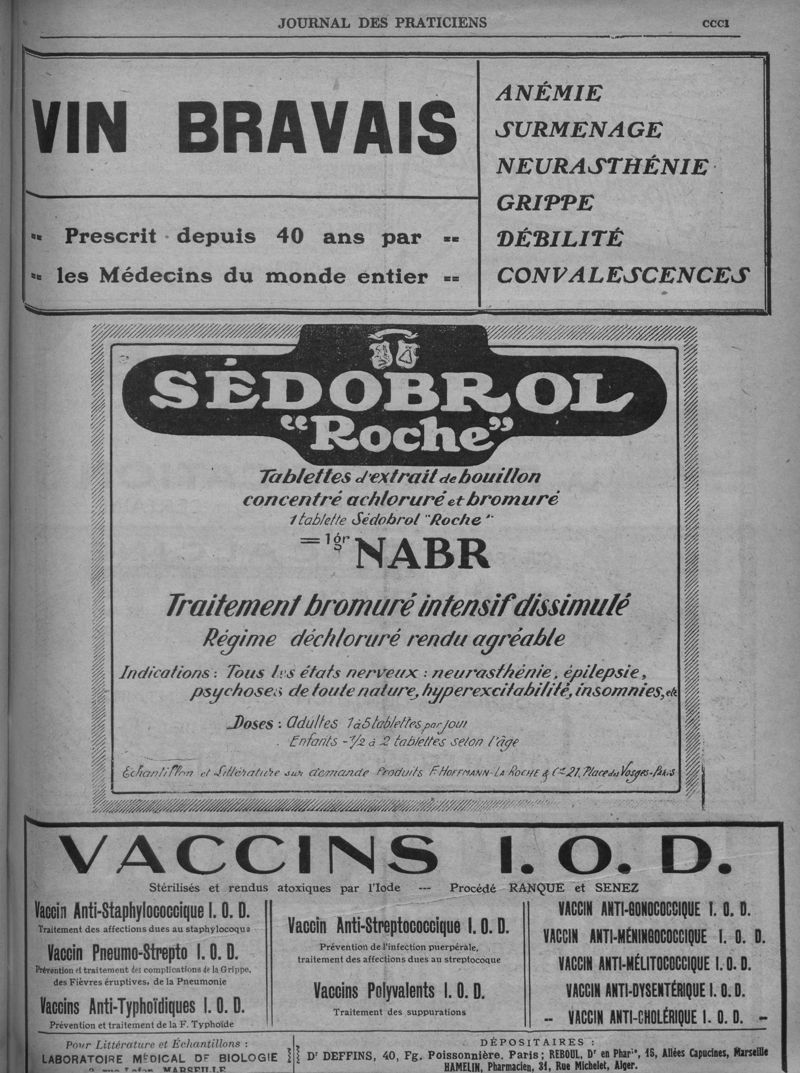 JOURNAL DES PRATICIENS CCCI
VIN BRAVAIS
Prescrit depuis 40 ans par
les Médecins du monde entier
ANÉMIE
SURMENAGE
NEURASTHÉNIE
GRIPPE
DÉBILITÉ
CONVALESCENCES
SÉDOBROL
"Roche"
Tablettes d'extrait de bouillon
concentré achloruré et bromuré
1 tablette Sédobrol "Roche"
= 1gr NABR
Traitement bromuré intensif dissimulé
Régime déchloruré rendu agréable
Indications : Tous les états nerveux : neurasthénie, épilepsie,
psychoses de toute nature, hyperexcitabilité, insomnies, etc
Doses : Adultes 1 à 5 tablettes par jour
Enfants - 1/2 à 2 tablettes selon l'âge
Echantillon et Littérature sur demande Produits F. HOFFMANN-LA ROCHE & Cie 21, Place des Vosges-Paris
VACCINS I. O. D.
Stérilisés et rendus atoxiques par l'Iode --- Procédé RANQUE et SENEZ
Vaccin Anti-Staphylococcique I. O. D.
Traitement des affections dues au staphylocoque
Vaccin Pneumo-Strepto I. O. D.
Prévention et traitement des complications de la Grippe,
des Fièvres éruptives, de la Pneumonie
Vaccins Anti-Typhoïdiques I. O. D.
Prévention et traitement de la F. Typhoïde
Vaccin Anti-Streptococcique I. O. D.
Prévention de l'infection puerpérale,
traitement des affections dues au streptocoque
Vaccins Polyvalents I. O. D.
Traitement des suppurations
VACCIN ANTI-GONOCOCCIQUE I. O. D.
VACCIN ANTI-MÉNINGOCOCCIQUE I. O. D.
VACCIN ANTI-MÉLITOCOCCIQUE I. O. D.
VACCIN ANTI-DYSENTÉRIQUE I. O. D.
-- VACCIN ANTI-CHOLÉRIQUE I. O. D. --
Pour Littérature et Échantillons :
LABORATOIRE MÉDICAL DE BIOLOGIE
MARSEILLE
DÉPOSITAIRES :
Dr DEFFINS, 40, Fg. Poissonnière, Paris ; REBOUL, Dr en Phar ie, 15, Allées Capucines, Marseille
HAMELIN, Pharmacien, 31, Rue Michelet, Alger.